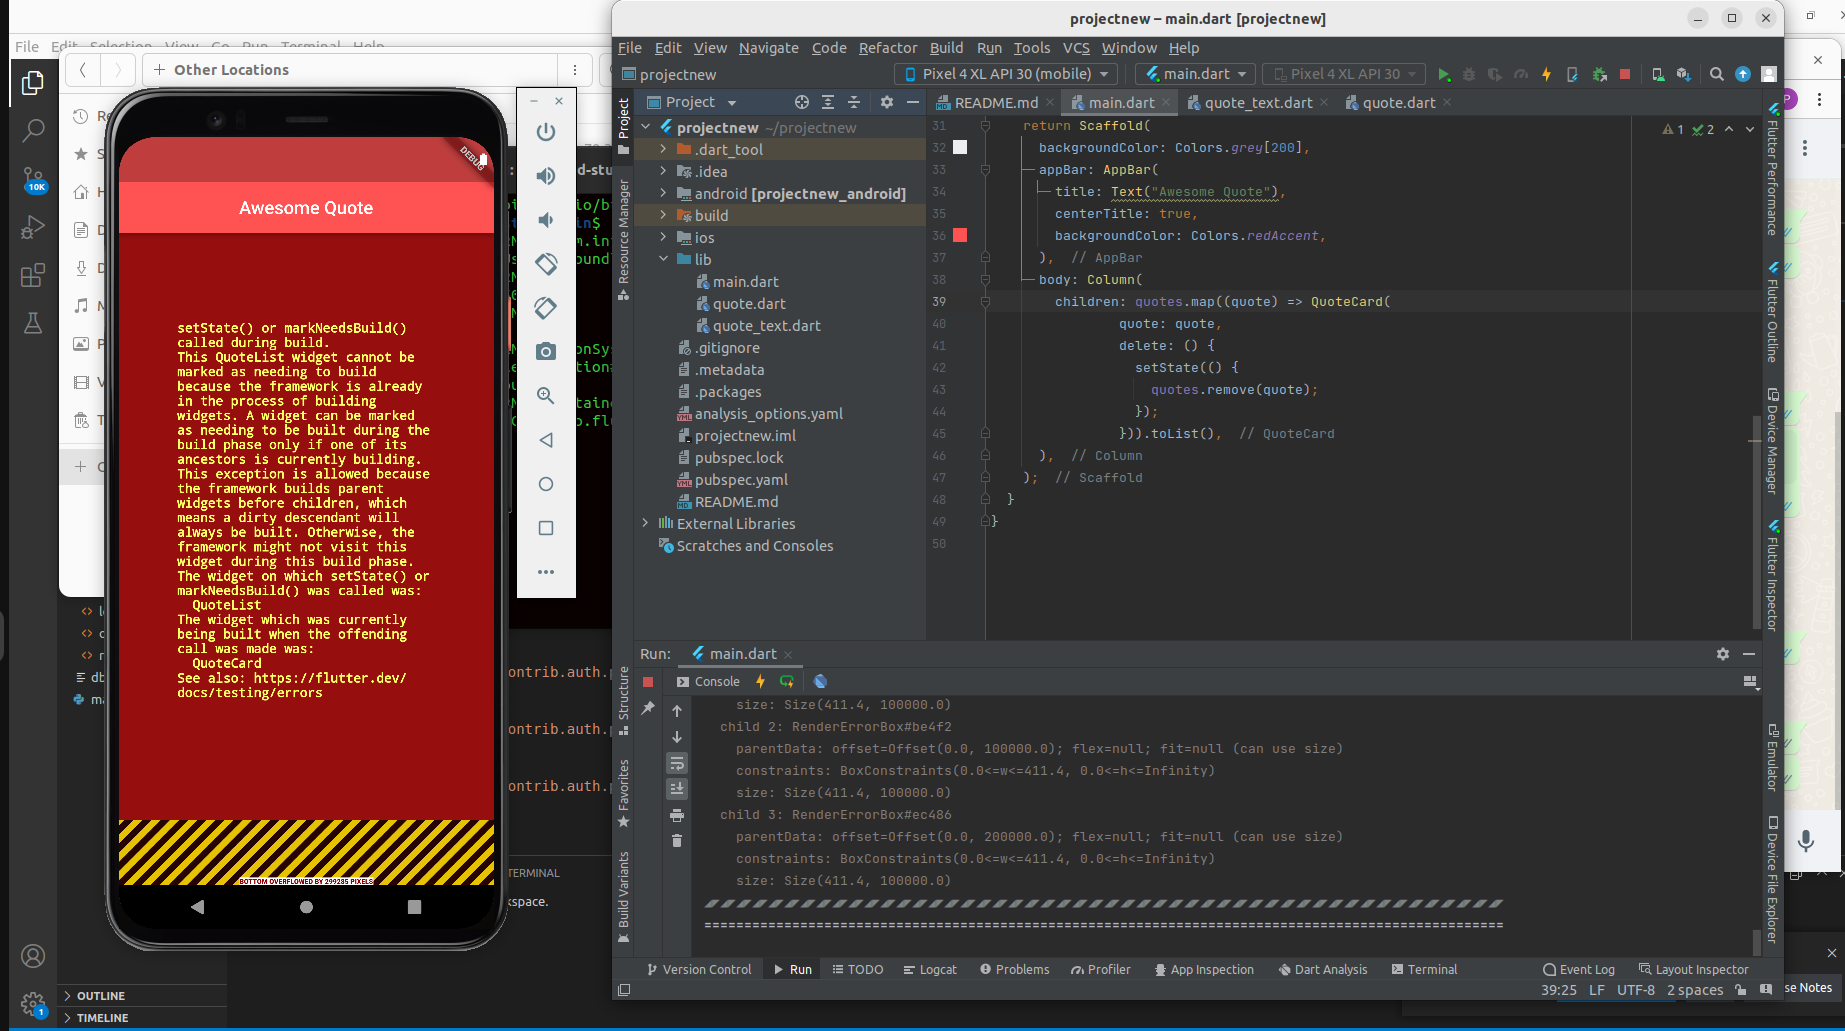 projectnew – main.dart [projectnew]
File Edit Selection View Go Run Terminal Help
File Edit View Navigate Code Refactor Build Run Tools VCS Window Help
Other Locations
projectnew
Pixel 4 XL API 30 (mobile)
main.dart
Pixel 4 XL API 30
Project
README.md
main.dart
quote_text.dart
quote.dart
10K
DEBUG
Awesome Quote
setState() or markNeedsBuild()
called during build.
This QuoteList widget cannot be
marked as needing to build
because the framework is already
in the process of building
widgets. A widget can be marked
as needing to be built during the
build phase only if one of its
ancestors is currently building.
This exception is allowed because
the framework builds parent
widgets before children, which
means a dirty descendant will
always be built. Otherwise, the
framework might not visit this
widget during this build phase.
The widget on which setState() or
markNeedsBuild() was called was:
QuoteList
The widget which was currently
being built when the offending
call was made was:
QuoteCard
See also: https://flutter.dev/
docs/testing/errors
BOTTOM OVERFLOWED BY 299285 PIXELS
Project
Resource Manager
Structure
Favorites
Build Variants
projectnew ~/projectnew
.dart_tool
.idea
android [projectnew_android]
build
ios
lib
main.dart
quote.dart
quote_text.dart
.gitignore
.metadata
.packages
analysis_options.yaml
projectnew.iml
pubspec.lock
pubspec.yaml
README.md
External Libraries
Scratches and Consoles
1 2
31 return Scaffold(
32 backgroundColor: Colors.grey[200],
33 appBar: AppBar(
34 title: Text("Awesome Quote"),
35 centerTitle: true,
36 backgroundColor: Colors.redAccent,
37 ), // AppBar
38 body: Column(
39 children: quotes.map((quote) => QuoteCard(
40 quote: quote,
41 delete: () {
42 setState(() {
43 quotes.remove(quote);
44 });
45 })).toList(), // QuoteCard
46 ), // Column
47 ); // Scaffold
48 }
49 }
50
Flutter Performance
Flutter Outline
Device Manager
Flutter Inspector
Emulator
Device File Explorer
Run: main.dart
Console
size: Size(411.4, 100000.0)
child 2: RenderErrorBox#be4f2
parentData: offset=Offset(0.0, 100000.0); flex=null; fit=null (can use size)
constraints: BoxConstraints(0.0<=w<=411.4, 0.0<=h<=Infinity)
size: Size(411.4, 100000.0)
child 3: RenderErrorBox#ec486
parentData: offset=Offset(0.0, 200000.0); flex=null; fit=null (can use size)
constraints: BoxConstraints(0.0<=w<=411.4, 0.0<=h<=Infinity)
size: Size(411.4, 100000.0)
ontrib.auth.
ontrib.auth.
ontrib.auth.
TERMINAL
kspace.
Version Control Run TODO Logcat Problems Profiler App Inspection Dart Analysis Terminal Event Log Layout Inspector
39:25 LF UTF-8 2 spaces
se Notes
OUTLINE
TIMELINE
1